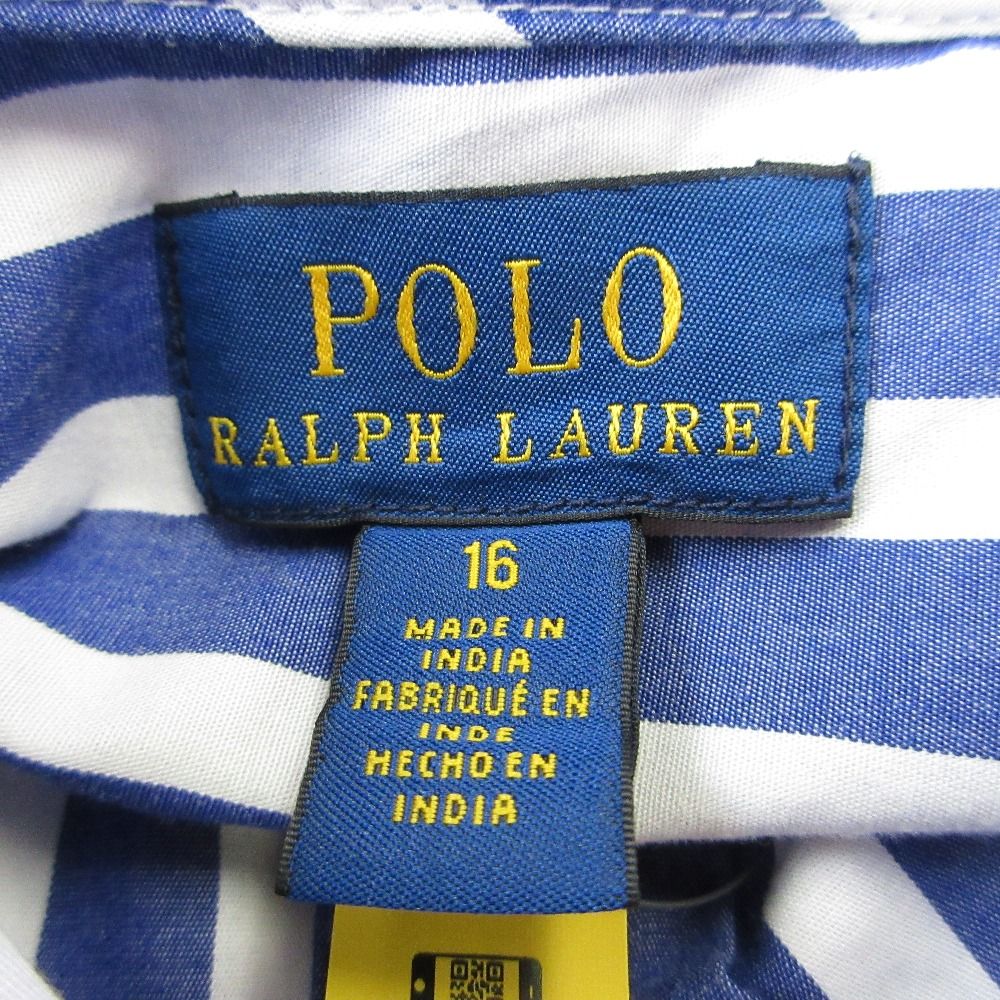 POLO
RALPH LAUREN
16
MADE IN
INDIA
FABRIQUÉ EN
INDE
HECHO EN
INDIA